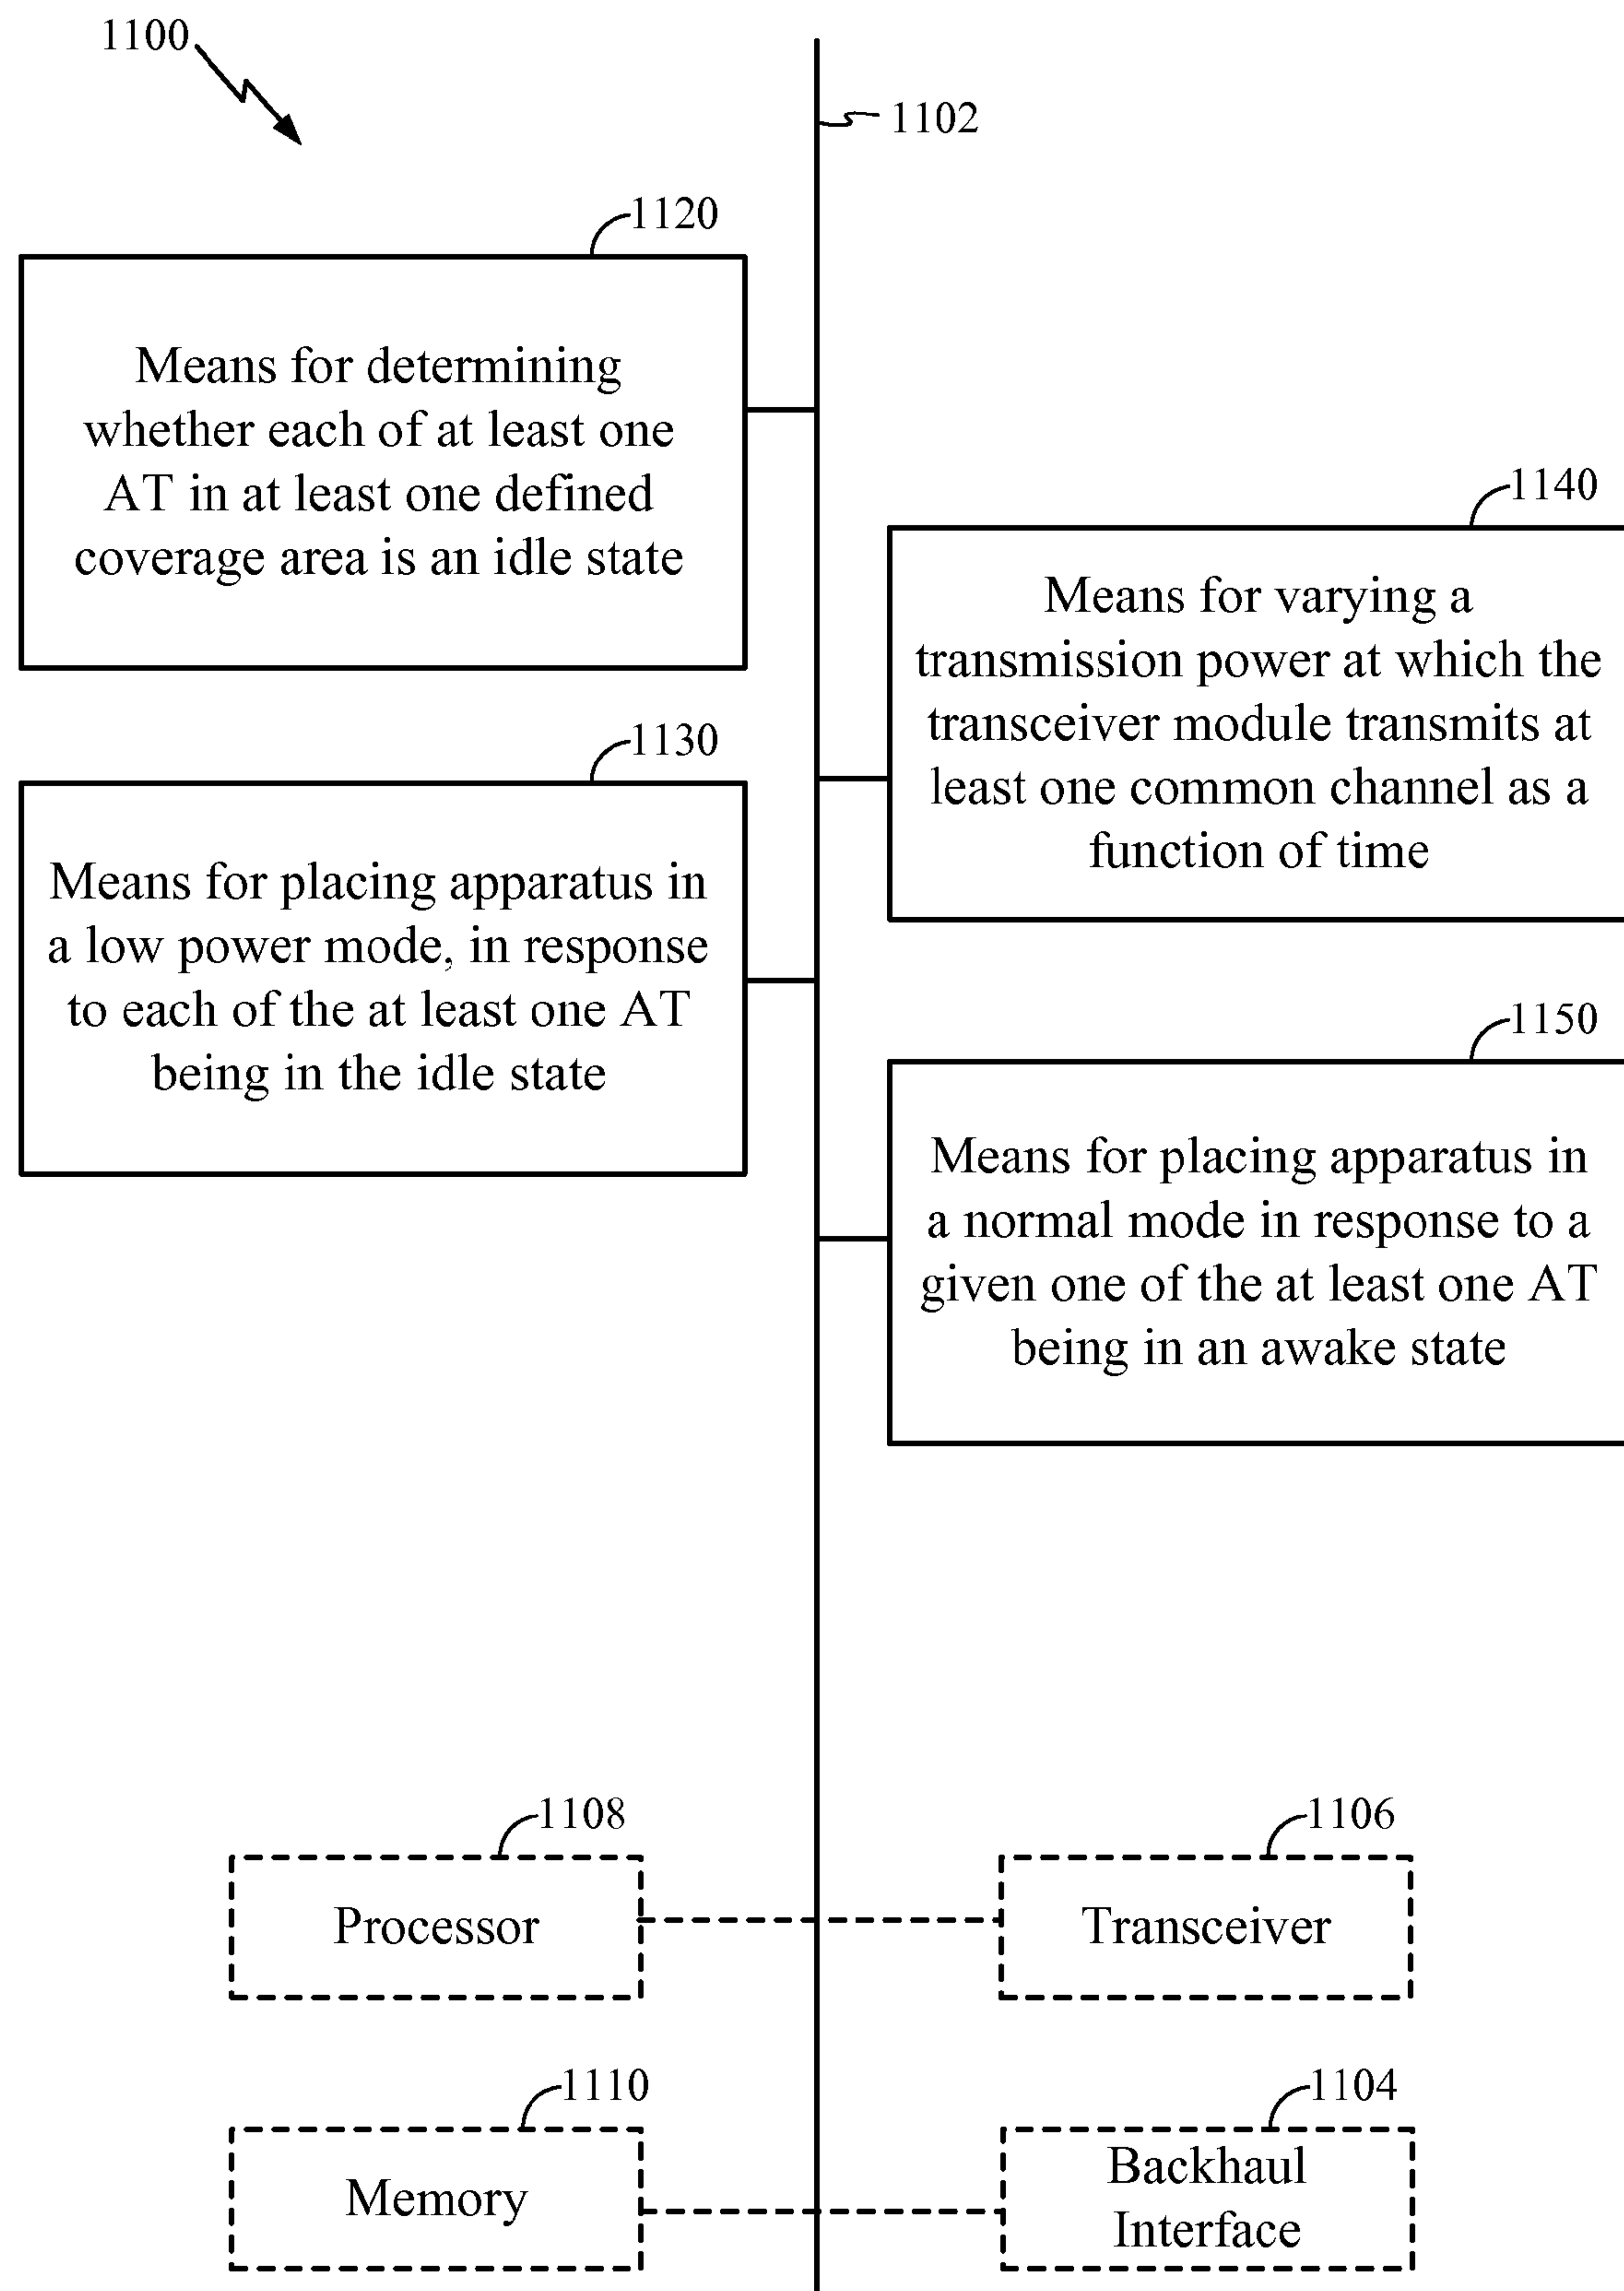 1100
1102
1120
Means for determining
whether each of at least one
AT in at least one defined
coverage area is an idle state
1140
Means for varying a
transmission power at which the
transceiver module transmits at
least one common channel as a
function of time
1130
Means for placing apparatus in
a low power mode, in response
to each of the at least one AT
being in the idle state
1150
Means for placing apparatus in
a normal mode in response to a
given one of the at least one AT
being in an awake state
1108
Processor
1106
Transceiver
1110
Memory
1104
Backhaul
Interface